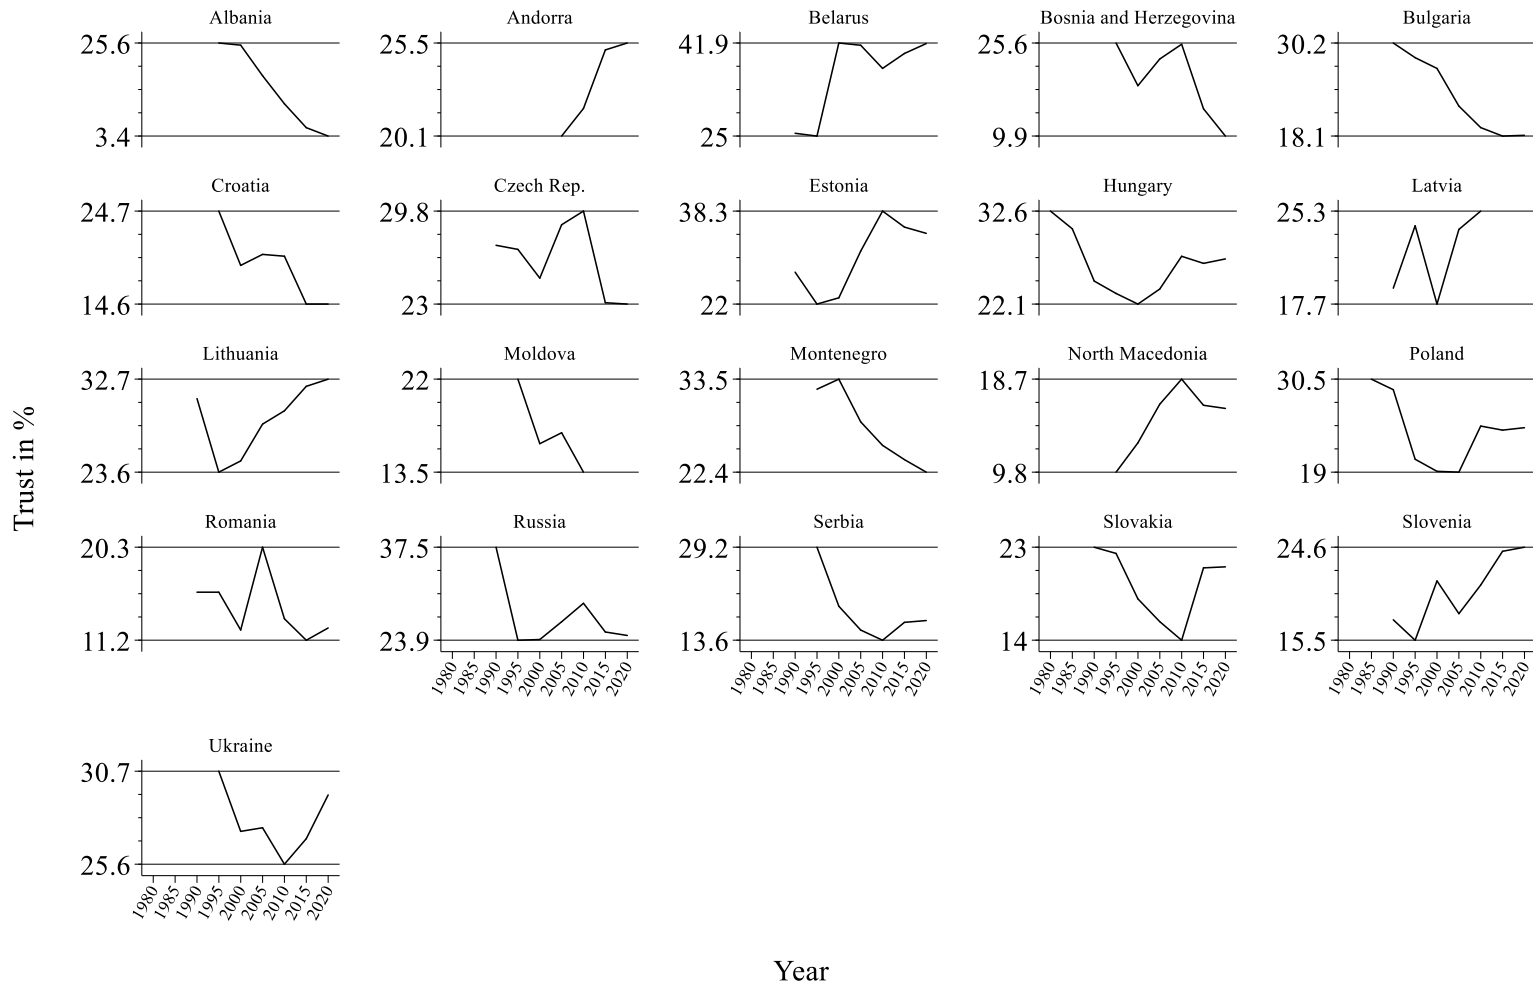 Albania Andorra Belarus Bosnia and Herzegovina Bulgaria
25.6 25.5 41.9 25.6 30.2
3.4 20.1 25 9.9 18.1
Croatia Czech Rep. Estonia Hungary Latvia
24.7 29.8 38.3 32.6 25.3
14.6 23 22 22.1 17.7
Lithuania Moldova Montenegro North Macedonia Poland
32.7 22 33.5 18.7 30.5
23.6 13.5 22.4 9.8 19
Trust in %
Romania Russia Serbia Slovakia Slovenia
20.3 37.5 29.2 23 24.6
11.2 23.9 13.6 14 15.5
1980 1985 1990 1995 2000 2005 2010 2015 2020 1980 1985 1990 1995 2000 2005 2010 2015 2020 1980 1985 1990 1995 2000 2005 2010 2015 2020 1980 1985 1990 1995 2000 2005 2010 2015 2020
Ukraine
30.7
25.6
1980 1985 1990 1995 2000 2005 2010 2015 2020
Year